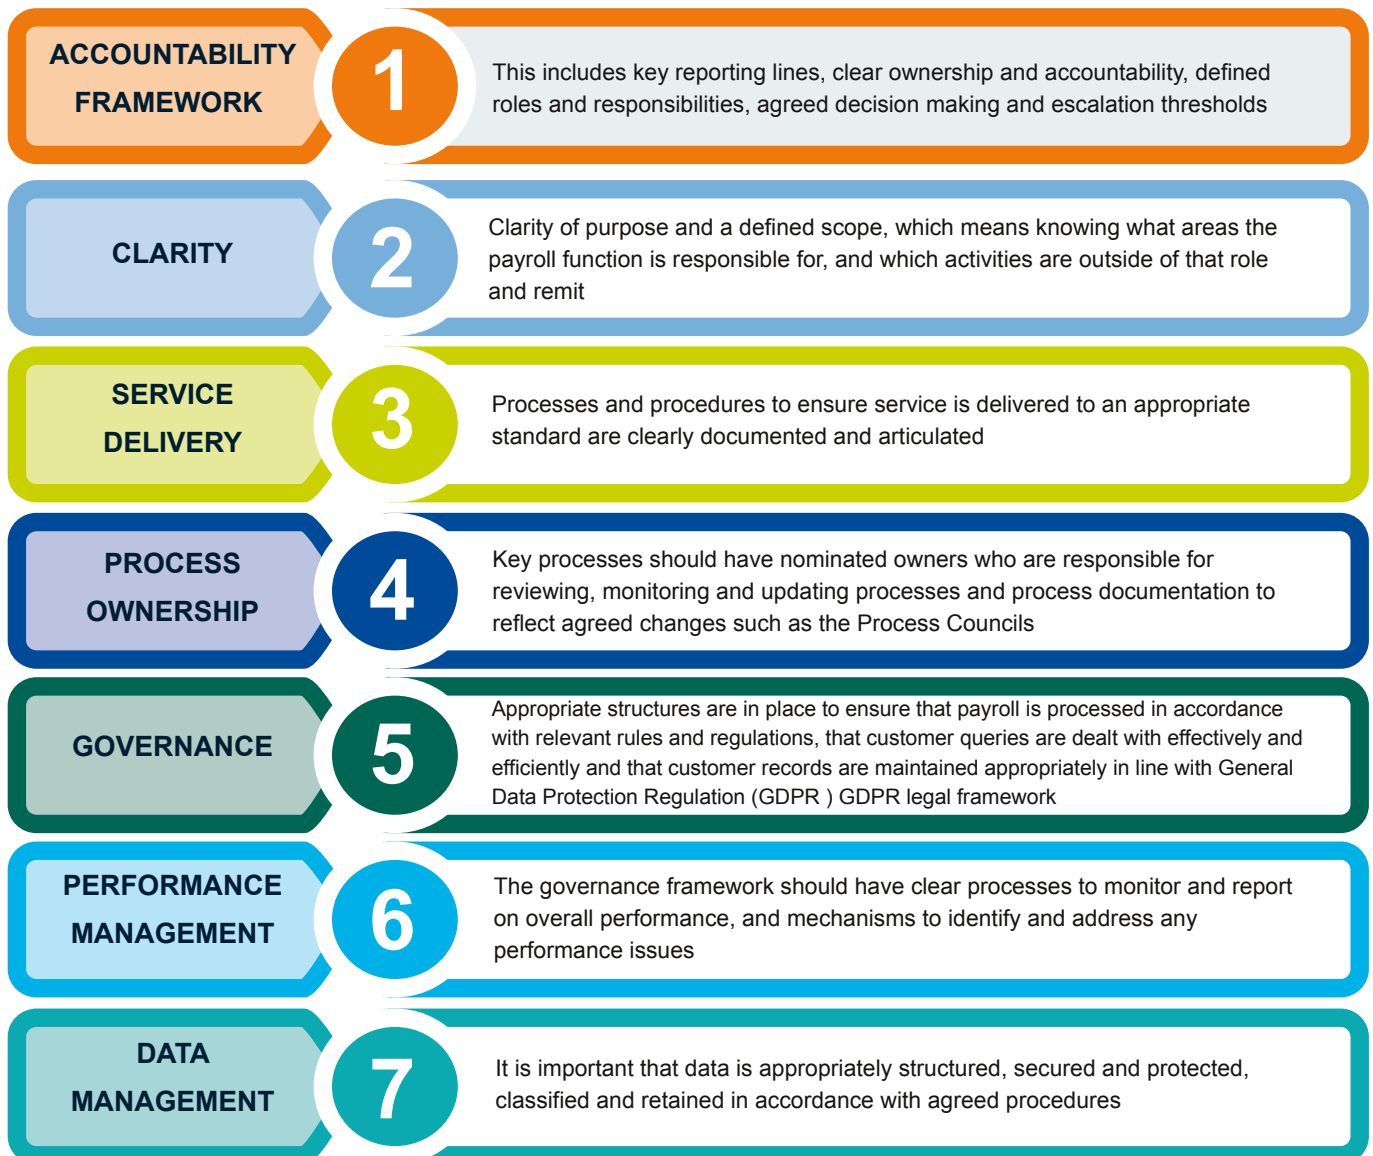 ACCOUNTABILITY
FRAMEWORK
1
This includes key reporting lines, clear ownership and accountability, defined
roles and responsibilities, agreed decision making and escalation thresholds
CLARITY
2
Clarity of purpose and a defined scope, which means knowing what areas the
payroll function is responsible for, and which activities are outside of that role
and remit
SERVICE
DELIVERY
3
Processes and procedures to ensure service is delivered to an appropriate
standard are clearly documented and articulated
PROCESS
OWNERSHIP
4
Key processes should have nominated owners who are responsible for
reviewing, monitoring and updating processes and process documentation to
reflect agreed changes such as the Process Councils
GOVERNANCE
5
Appropriate structures are in place to ensure that payroll is processed in accordance
with relevant rules and regulations, that customer queries are dealt with effectively and
efficiently and that customer records are maintained appropriately in line with General
Data Protection Regulation (GDPR ) GDPR legal framework
PERFORMANCE
MANAGEMENT
6
The governance framework should have clear processes to monitor and report
on overall performance, and mechanisms to identify and address any
performance issues
DATA
MANAGEMENT
7
It is important that data is appropriately structured, secured and protected,
classified and retained in accordance with agreed procedures